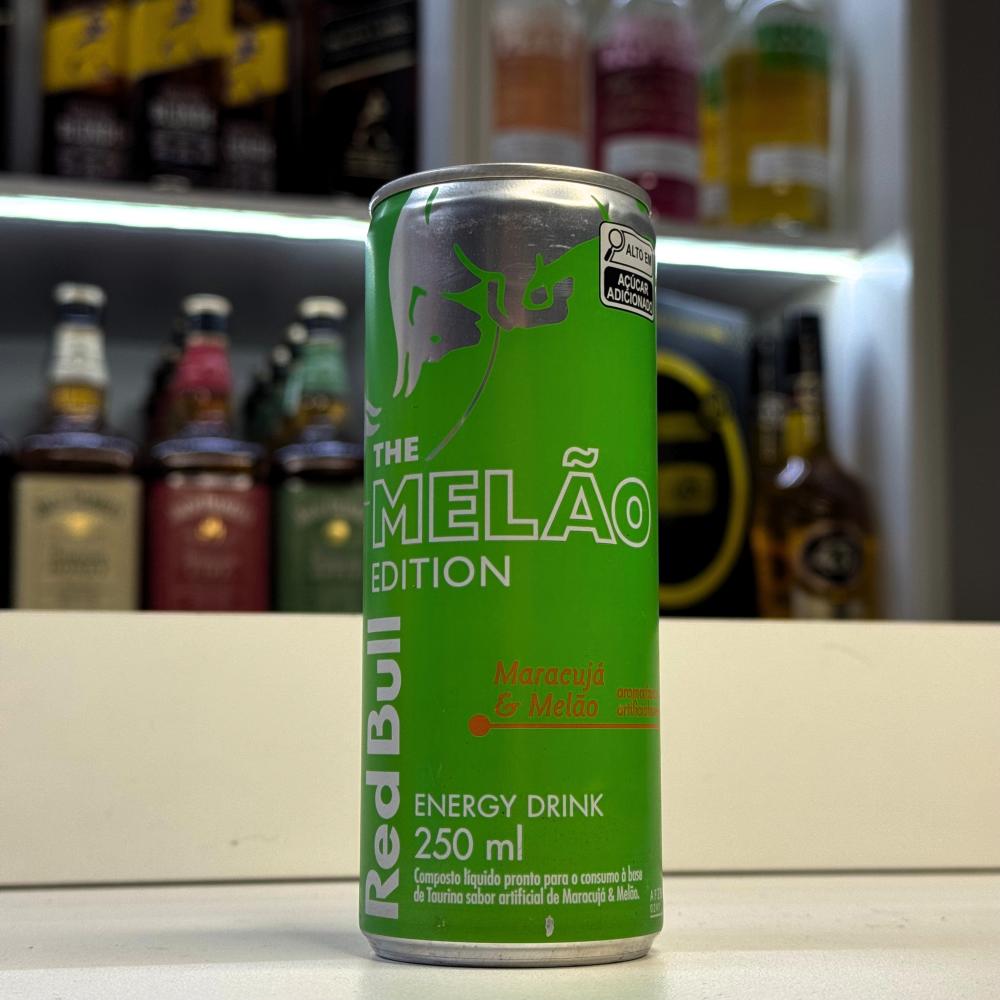 ALTO EM
AÇÚCAR
ADICIONADO
THE
MELÃO
EDITION
Red Bull
Maracujá
& Melão
ENERGY DRINK
250 ml
Composto líquido pronto para o consumo à base
de Taurina sabor artificial de Maracujá & Melão.